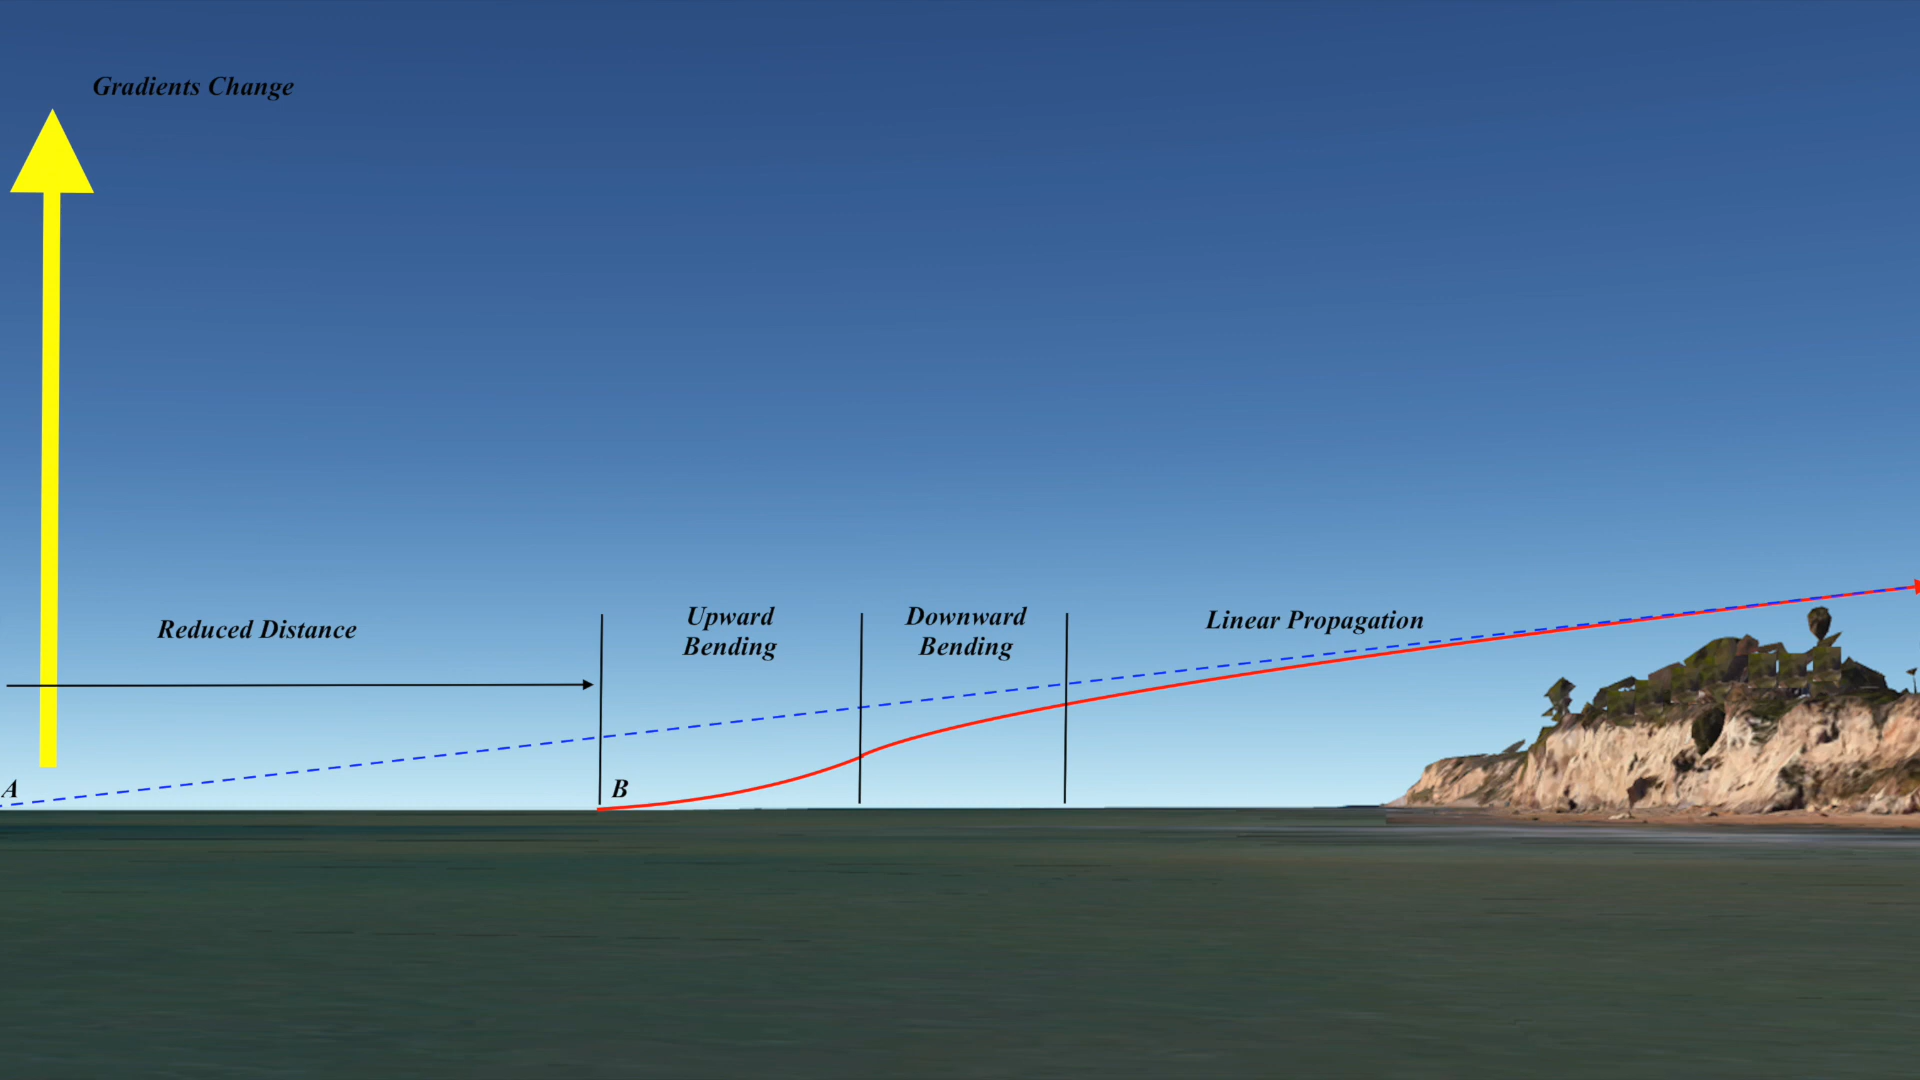 Gradients Change
Reduced Distance
Upward
Bending
Downward
Bending
Linear Propagation
A
B